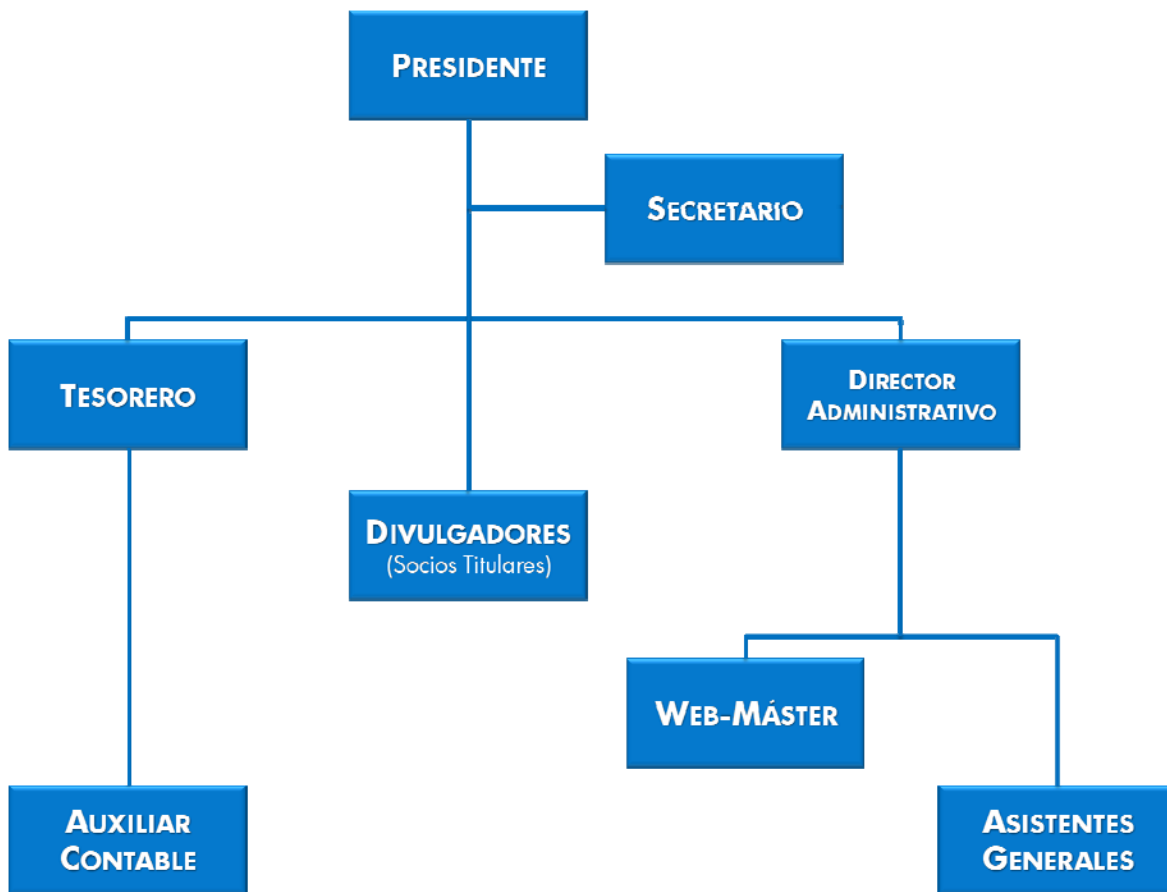 PRESIDENTE
SECRETARIO
TESORERO
DIRECTOR
ADMINISTRATIVO
DIVULGADORES
(Socios Titulares)
WEB-MÁSTER
AUXILIAR
CONTABLE
ASISTENTES
GENERALES